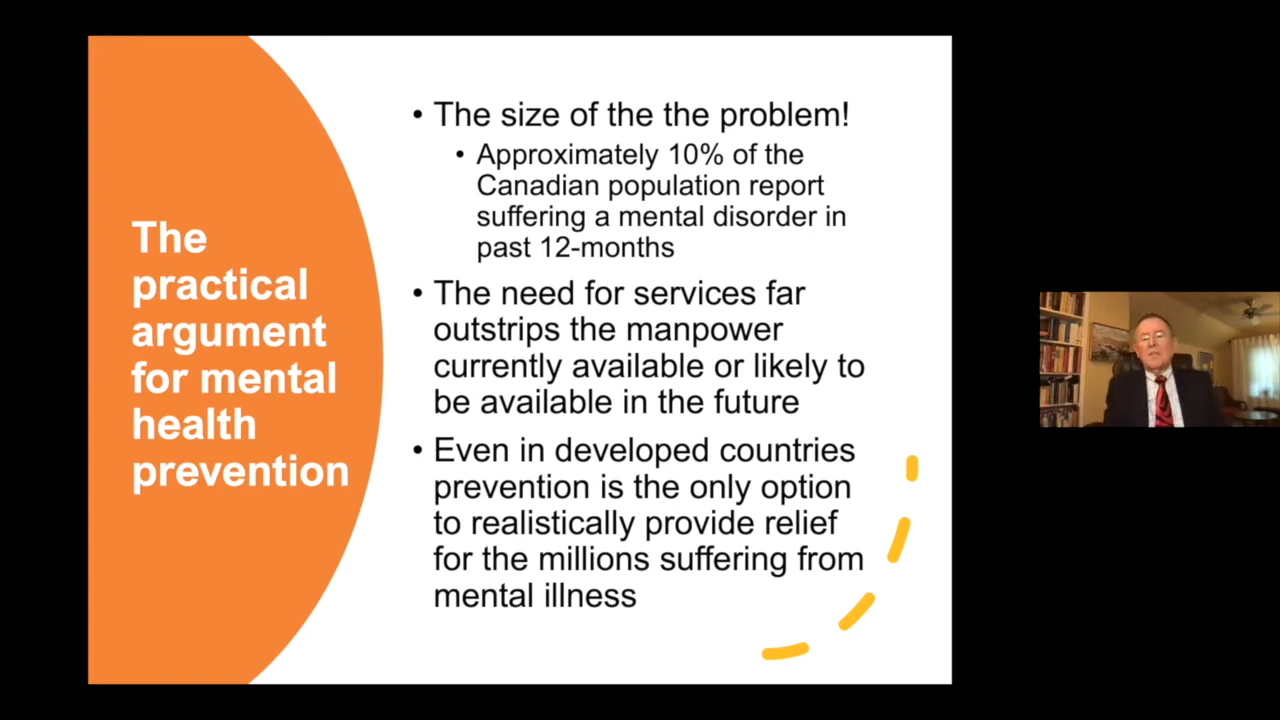 The
practical
argument
for mental
health
prevention
• The size of the the problem!
• Approximately 10% of the
Canadian population report
suffering a mental disorder in
past 12-months
• The need for services far
outstrips the manpower
currently available or likely to
be available in the future
• Even in developed countries
prevention is the only option
to realistically provide relief
for the millions suffering from
mental illness